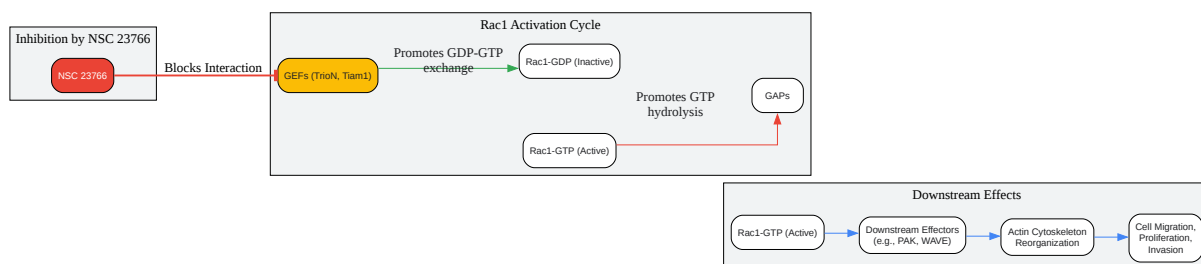 Inhibition by NSC 23766
NSC 23766
Blocks Interaction
Rac1 Activation Cycle
GEFs (TrioN, Tiam1)
Promotes GDP-GTP
exchange
Rac1-GDP (Inactive)
Promotes GTP
hydrolysis
GAPs
Rac1-GTP (Active)
Downstream Effects
Rac1-GTP (Active)
Downstream Effectors
(e.g., PAK, WAVE)
Actin Cytoskeleton
Reorganization
Cell Migration,
Proliferation,
Invasion